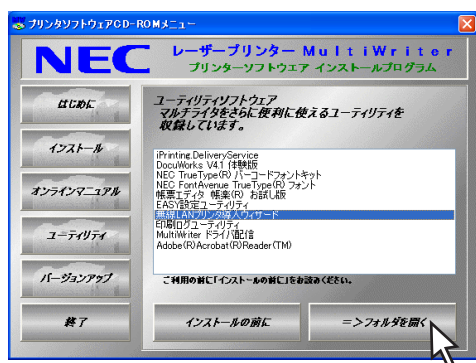 プリンタソフトウェアCD-ROMメニュー
NEC
レーザープリンター MultiWriter
プリンターソフトウエア インストールプログラム
はじめに
インストール
オンラインマニュアル
ユーティリティ
バージョンアップ
終了
ユーティリティソフトウェア
マルチライタをさらに便利に使えるユーティリティを
収録しています。
iPrinting.DeliveryService
DocuWorks V4.1 体験版
NEC TrueType(R) バーコードフォントキット
NEC FontAvenue TrueType(R) フォント
帳票エディタ 帳楽(R) お試し版
EASY設定ユーティリティ
無線LANプリンタ導入ウィザード
印刷ログユーティリティ
MultiWriter ドライバ配信
Adobe(R)Acrobat(R)Reader(TM)
ご利用の前に「インストールの前に」をお読みください。
インストールの前に
=>フォルダを開く